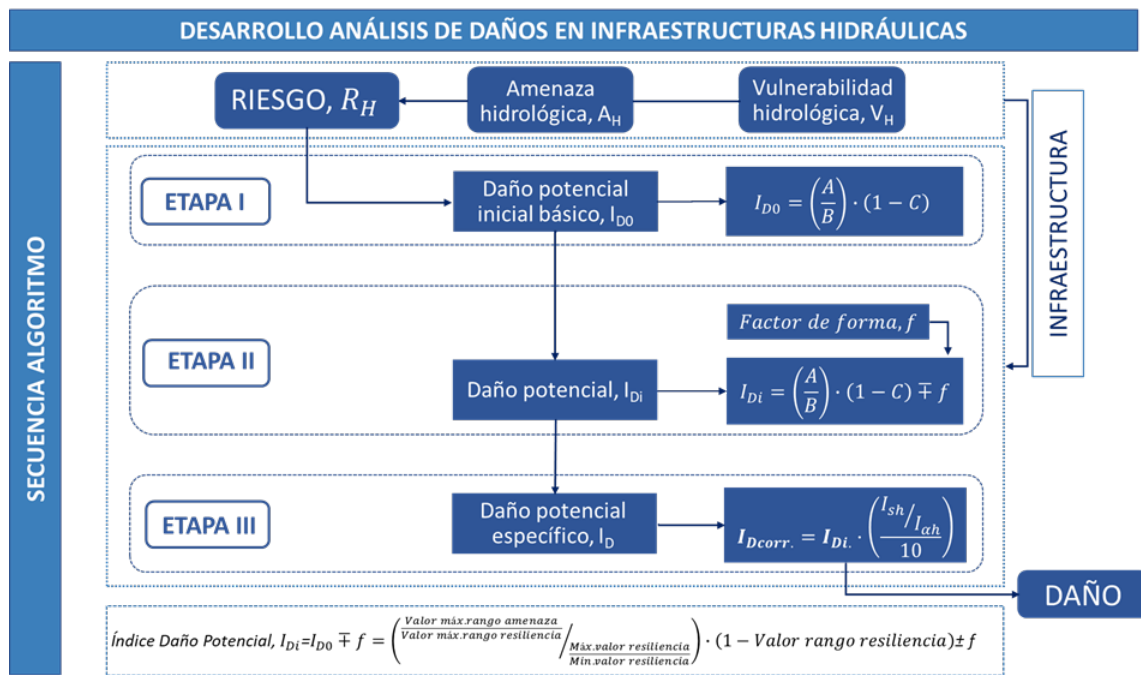 DESARROLLO ANÁLISIS DE DAÑOS EN INFRAESTRUCTURAS HIDRÁULICAS
SECUENCIA ALGORITMO
RIESGO, R_H
Amenaza
hidrológica, A_H
Vulnerabilidad
hidrológica, V_H
INFRAESTRUCTURA
ETAPA I
Daño potencial
inicial básico, I_D0
I_D0 = (A/B) · (1 − C)
ETAPA II
Factor de forma, f
Daño potencial, I_Di
I_Di = (A/B) · (1 − C) ∓ f
ETAPA III
Daño potencial
específico, I_D
I_Dcorr. = I_Di. · ((I_sh/I_αh)/10)
DAÑO
Índice Daño Potencial, I_Di=I_D0 ∓ f = ((Valor máx.rango amenaza/Valor máx.rango resiliencia)/(Máx.valor resiliencia/Min.valor resiliencia)) · (1 − Valor rango resiliencia)± f